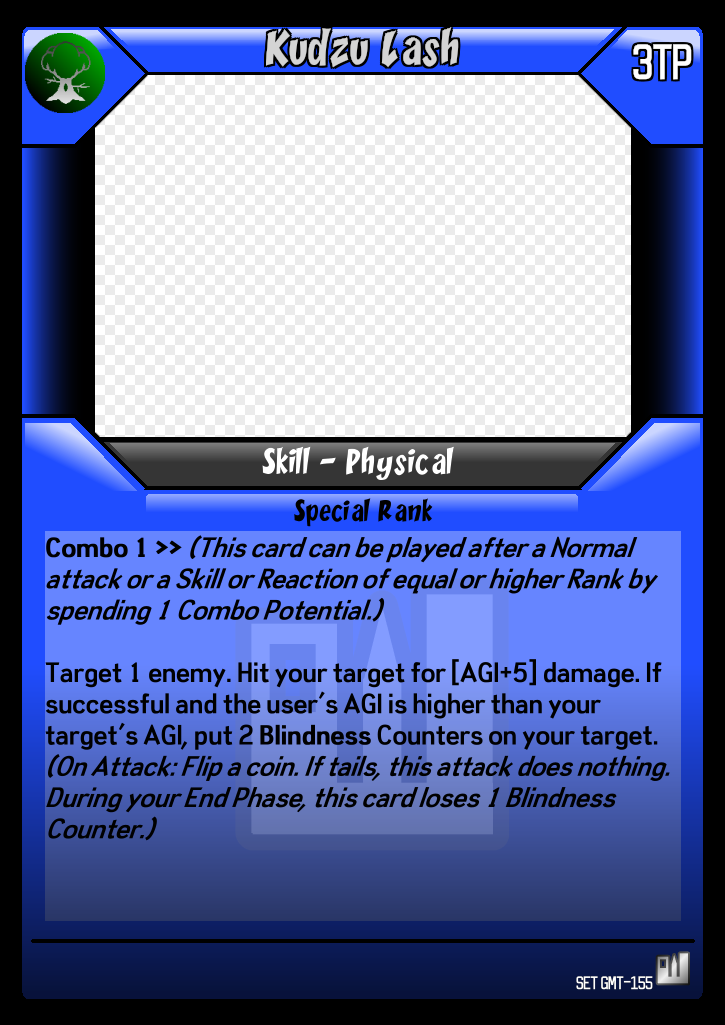 Kudzu Lash
3TP
Skill - Physical
Special Rank
Combo 1 >> (This card can be played after a Normal
attack or a Skill or Reaction of equal or higher Rank by
spending 1 Combo Potential.)
Target 1 enemy. Hit your target for [AGI+5] damage. If
successful and the user's AGI is higher than your
target's AGI, put 2 Blindness Counters on your target.
(On Attack: Flip a coin. If tails, this attack does nothing.
During your End Phase, this card loses 1 Blindness
Counter.)
SET GMT-155